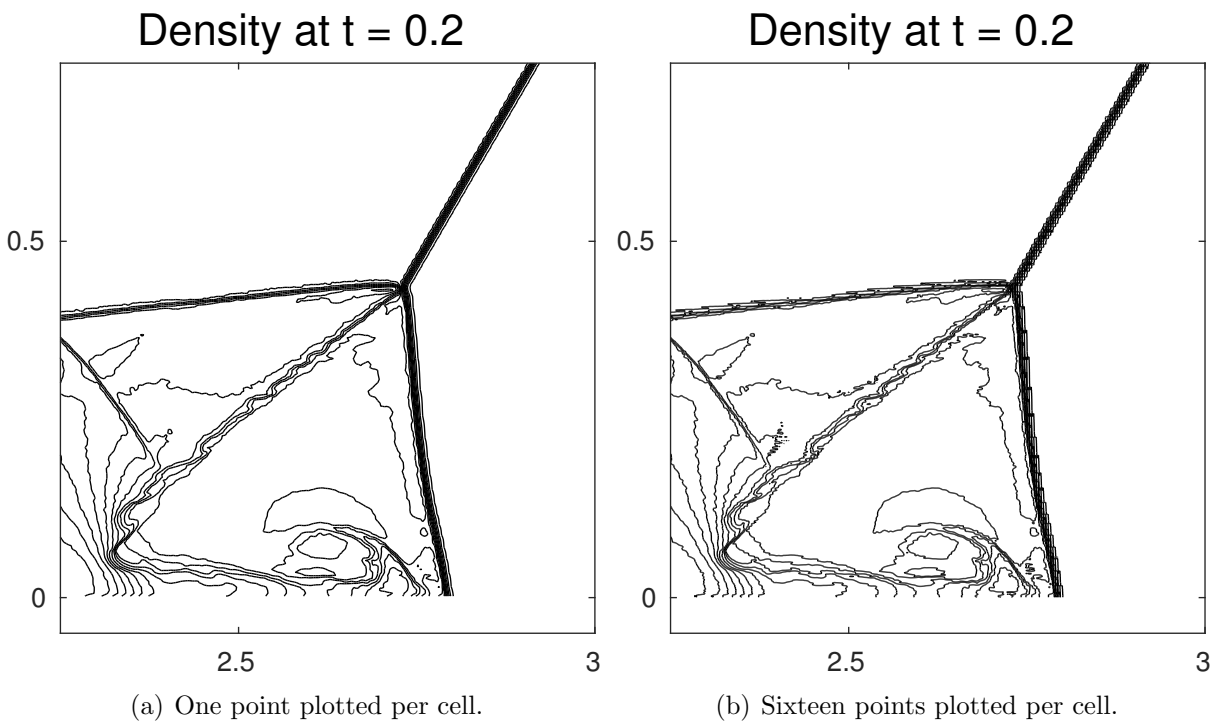 Density at t = 0.2
Density at t = 0.2
0.5
0
2.5
3
0.5
0
2.5
3
(a) One point plotted per cell.
(b) Sixteen points plotted per cell.